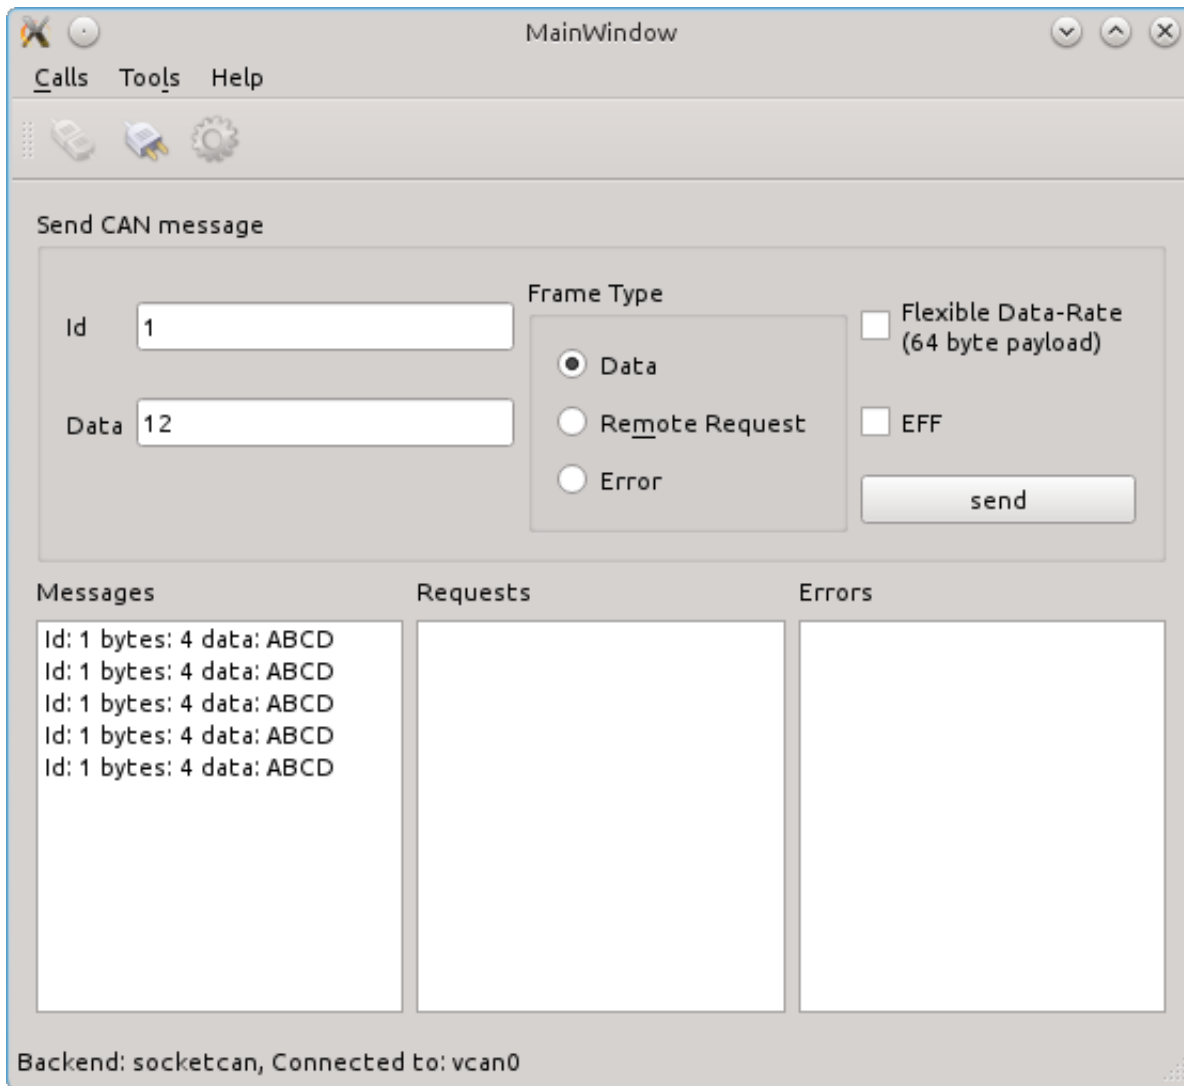 MainWindow
Calls Tools Help
Send CAN message
Id 1
Data 12
Frame Type
Data
Remote Request
Error
Flexible Data-Rate
(64 byte payload)
EFF
send
Messages Requests Errors
Id: 1 bytes: 4 data: ABCD
Id: 1 bytes: 4 data: ABCD
Id: 1 bytes: 4 data: ABCD
Id: 1 bytes: 4 data: ABCD
Id: 1 bytes: 4 data: ABCD
Backend: socketcan, Connected to: vcan0